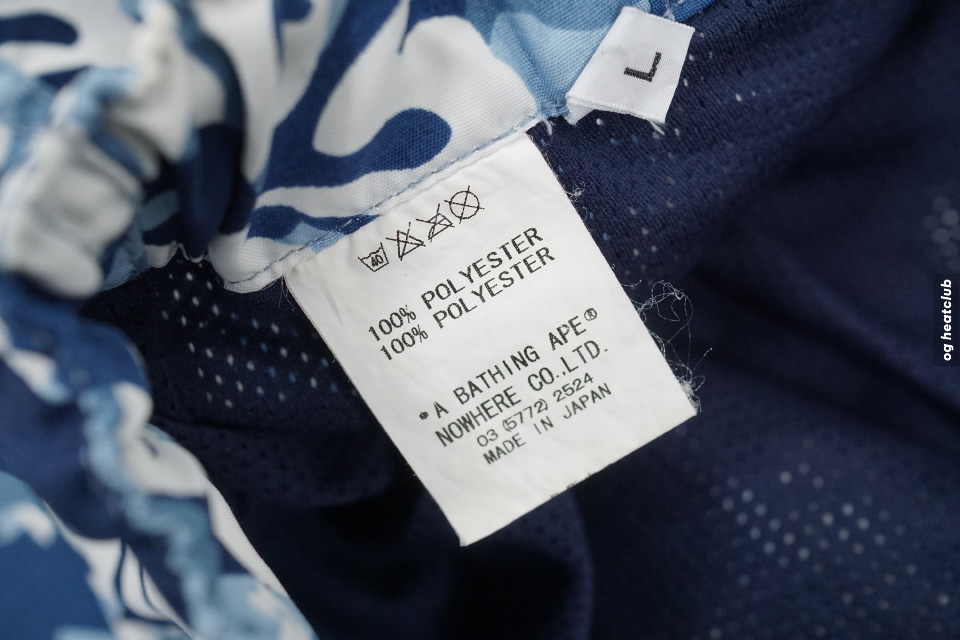 L
40
100% POLYESTER
100% POLYESTER
*A BATHING APE®
NOWHERE CO.,LTD.
03 (5772) 2524
MADE IN JAPAN
og heatclub